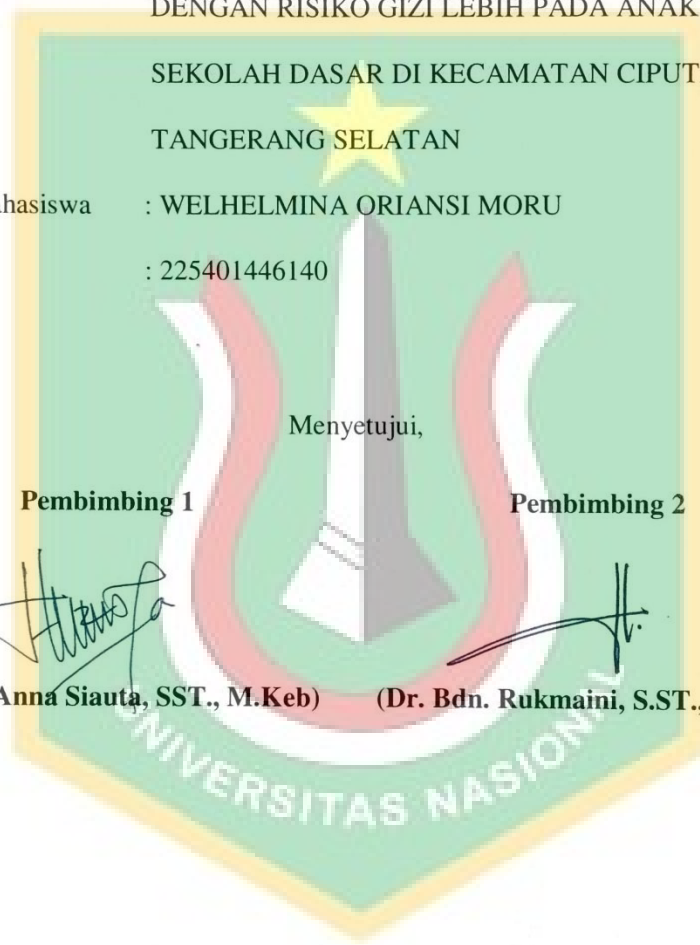 DENGAN RISIKO GIZI LEBIH PADA ANAK
SEKOLAH DASAR DI KECAMATAN CIPUT
TANGERANG SELATAN
hasiswa : WELHELMINA ORIANSI MORU
: 225401446140
Menyetujui,
Pembimbing 1 Pembimbing 2
Anna Siauta, SST., M.Keb) (Dr. Bdn. Rukmaini, S.ST.,
UNIVERSITAS NASIONAL